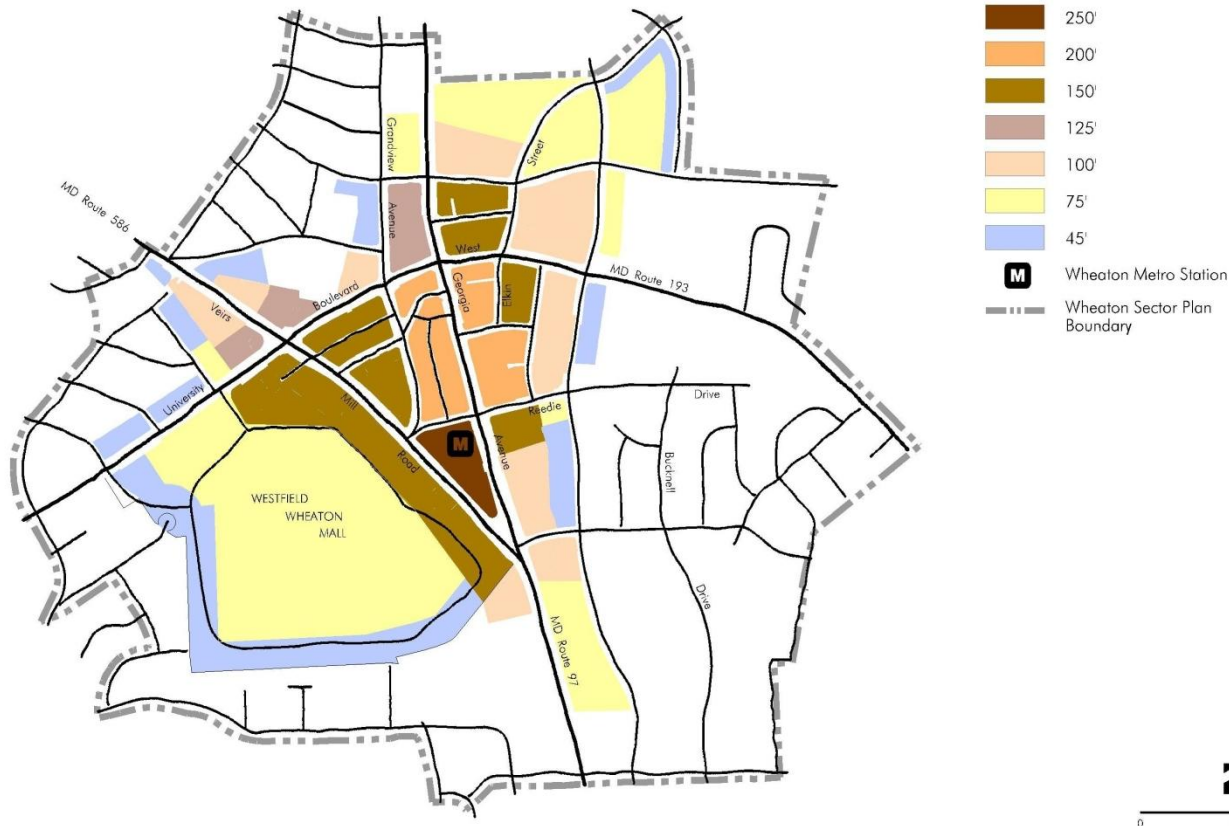 250'
200'
150'
125'
100'
75'
45'
M Wheaton Metro Station
Wheaton Sector Plan
Boundary
Grandview
Avenue
Street
MD Route 586
West
MD Route 193
Georgia
Elkin
Boulevard
Veirs
University
Mill
Road
Reedie
Drive
M
Avenue
Bucknell
WESTFIELD
WHEATON
MALL
Drive
MD Route 97
0